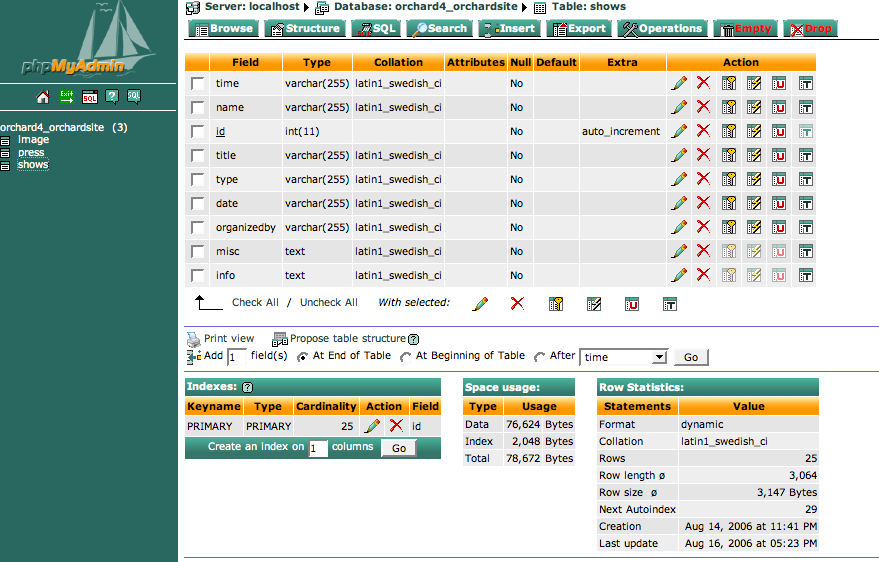 Server: localhost Database: orchard4_orchardsite Table: shows
Browse Structure SQL Search Insert Export Operations Empty Drop
phpMyAdmin
Exit SQL ? SQL
orchard4_orchardsite (3)
image
press
shows
Field Type Collation Attributes Null Default Extra Action
time varchar(255) latin1_swedish_ci No
name varchar(255) latin1_swedish_ci No
id int(11) No auto_increment
title varchar(255) latin1_swedish_ci No
type varchar(255) latin1_swedish_ci No
date varchar(255) latin1_swedish_ci No
organizedby varchar(255) latin1_swedish_ci No
misc text latin1_swedish_ci No
info text latin1_swedish_ci No
Check All / Uncheck All With selected:
Print view Propose table structure ?
Add 1 field(s) At End of Table At Beginning of Table After time Go
Indexes: ?
Keyname Type Cardinality Action Field
PRIMARY PRIMARY 25 id
Create an index on 1 columns Go
Space usage:
Type Usage
Data 76,624 Bytes
Index 2,048 Bytes
Total 78,672 Bytes
Row Statistics:
Statements Value
Format dynamic
Collation latin1_swedish_ci
Rows 25
Row length ø 3,064
Row size ø 3,147 Bytes
Next Autoindex 29
Creation Aug 14, 2006 at 11:41 PM
Last update Aug 16, 2006 at 05:23 PM